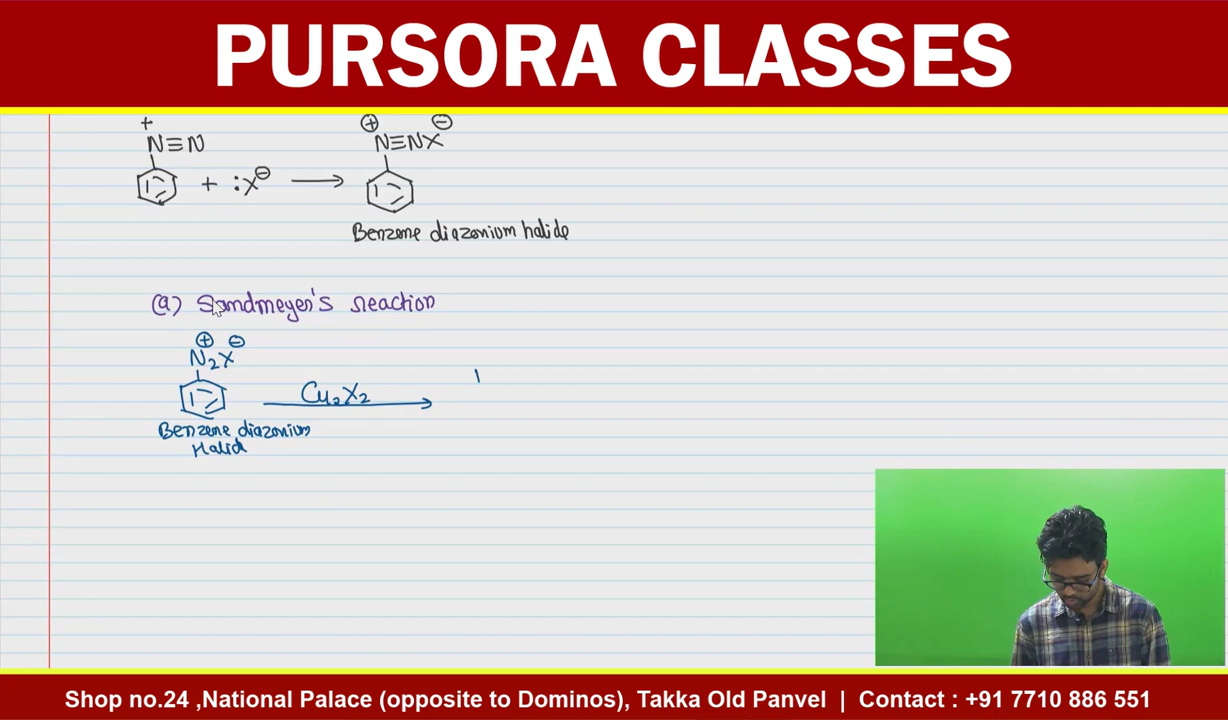 PURSORA CLASSES
+
N≡N
⊕ ⊖
N≡NX
+ :X⊖ ⟶
Benzene diazonium halide
(a) Sandmeyer's reaction
⊕ ⊖
N₂X
Cu₂X₂
Benzene diazonium
Halid
Shop no.24 ,National Palace (opposite to Dominos), Takka Old Panvel | Contact : +91 7710 886 551